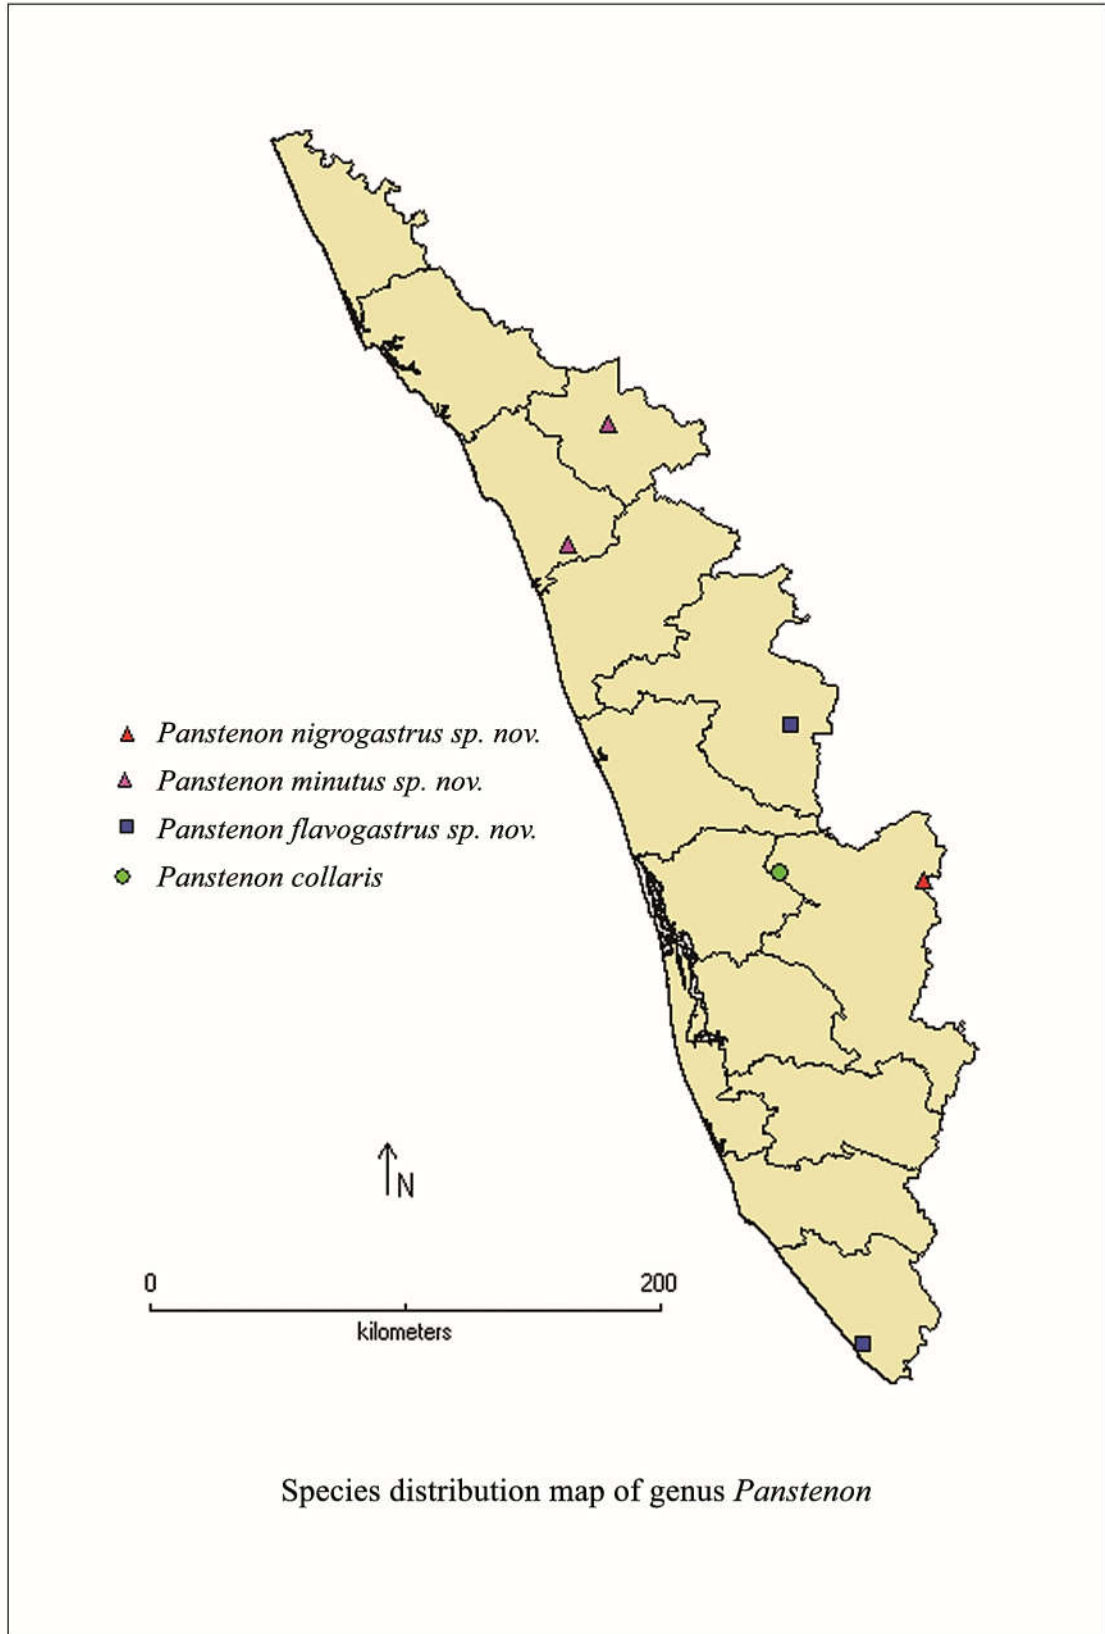 Panstenon nigrogastrus sp. nov.
Panstenon minutus sp. nov.
Panstenon flavogastrus sp. nov.
Panstenon collaris
N
0 200
kilometers
Species distribution map of genus Panstenon